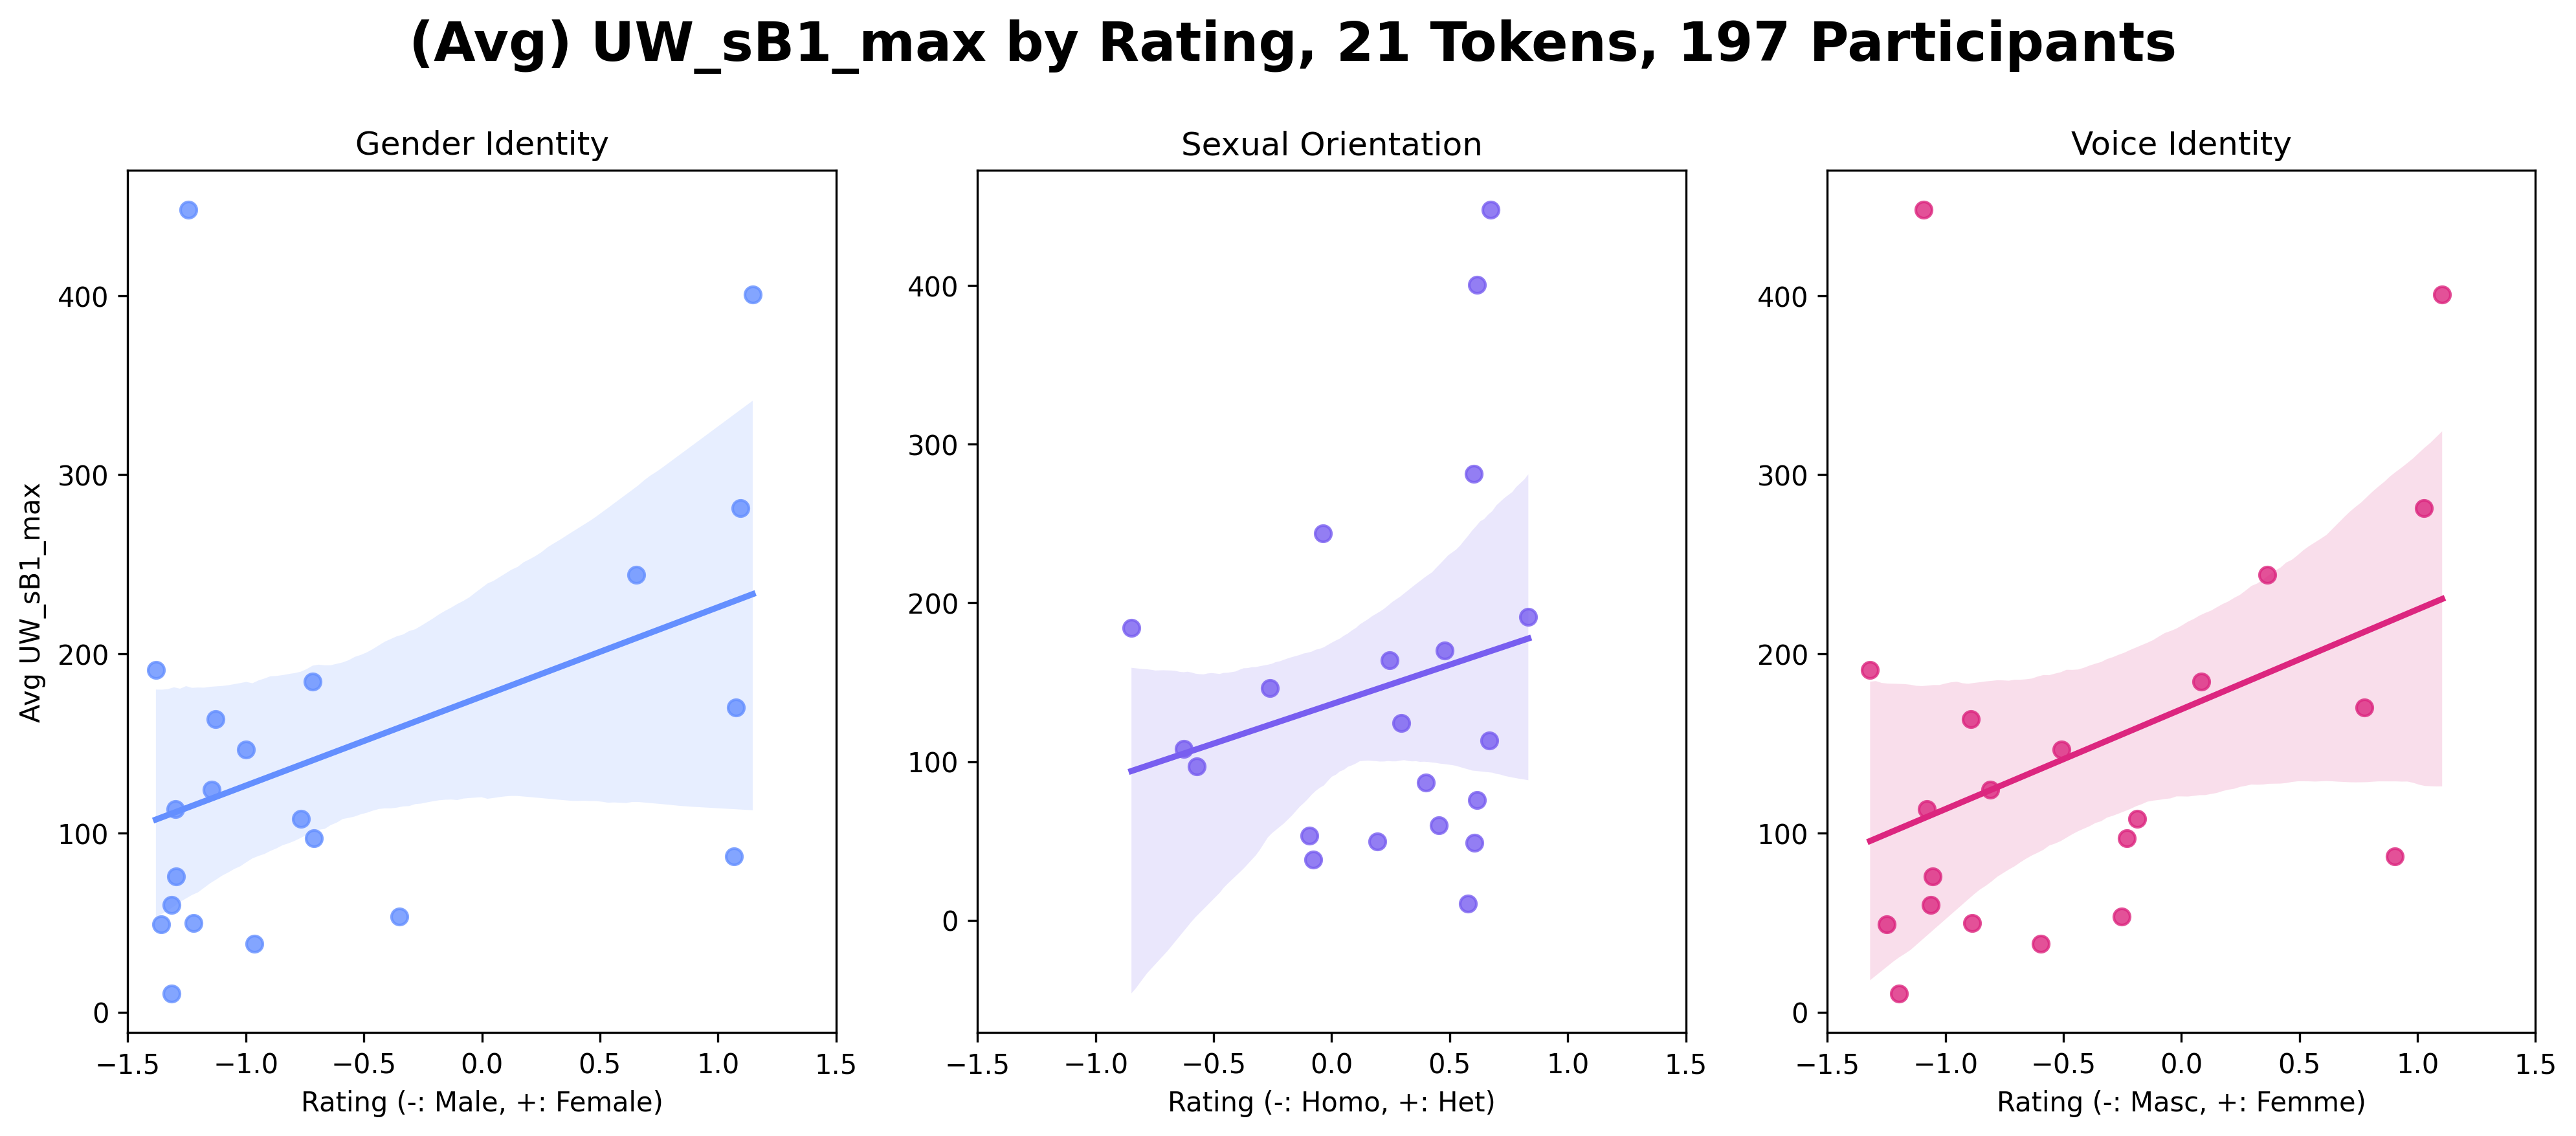 (Avg) UW_sB1_max by Rating, 21 Tokens, 197 Participants
Gender Identity
Sexual Orientation
Voice Identity
Avg UW_sB1_max
400
300
200
100
0
−1.5 −1.0 −0.5 0.0 0.5 1.0 1.5
Rating (-: Male, +: Female)
400
300
200
100
0
−1.5 −1.0 −0.5 0.0 0.5 1.0 1.5
Rating (-: Homo, +: Het)
400
300
200
100
0
−1.5 −1.0 −0.5 0.0 0.5 1.0 1.5
Rating (-: Masc, +: Femme)